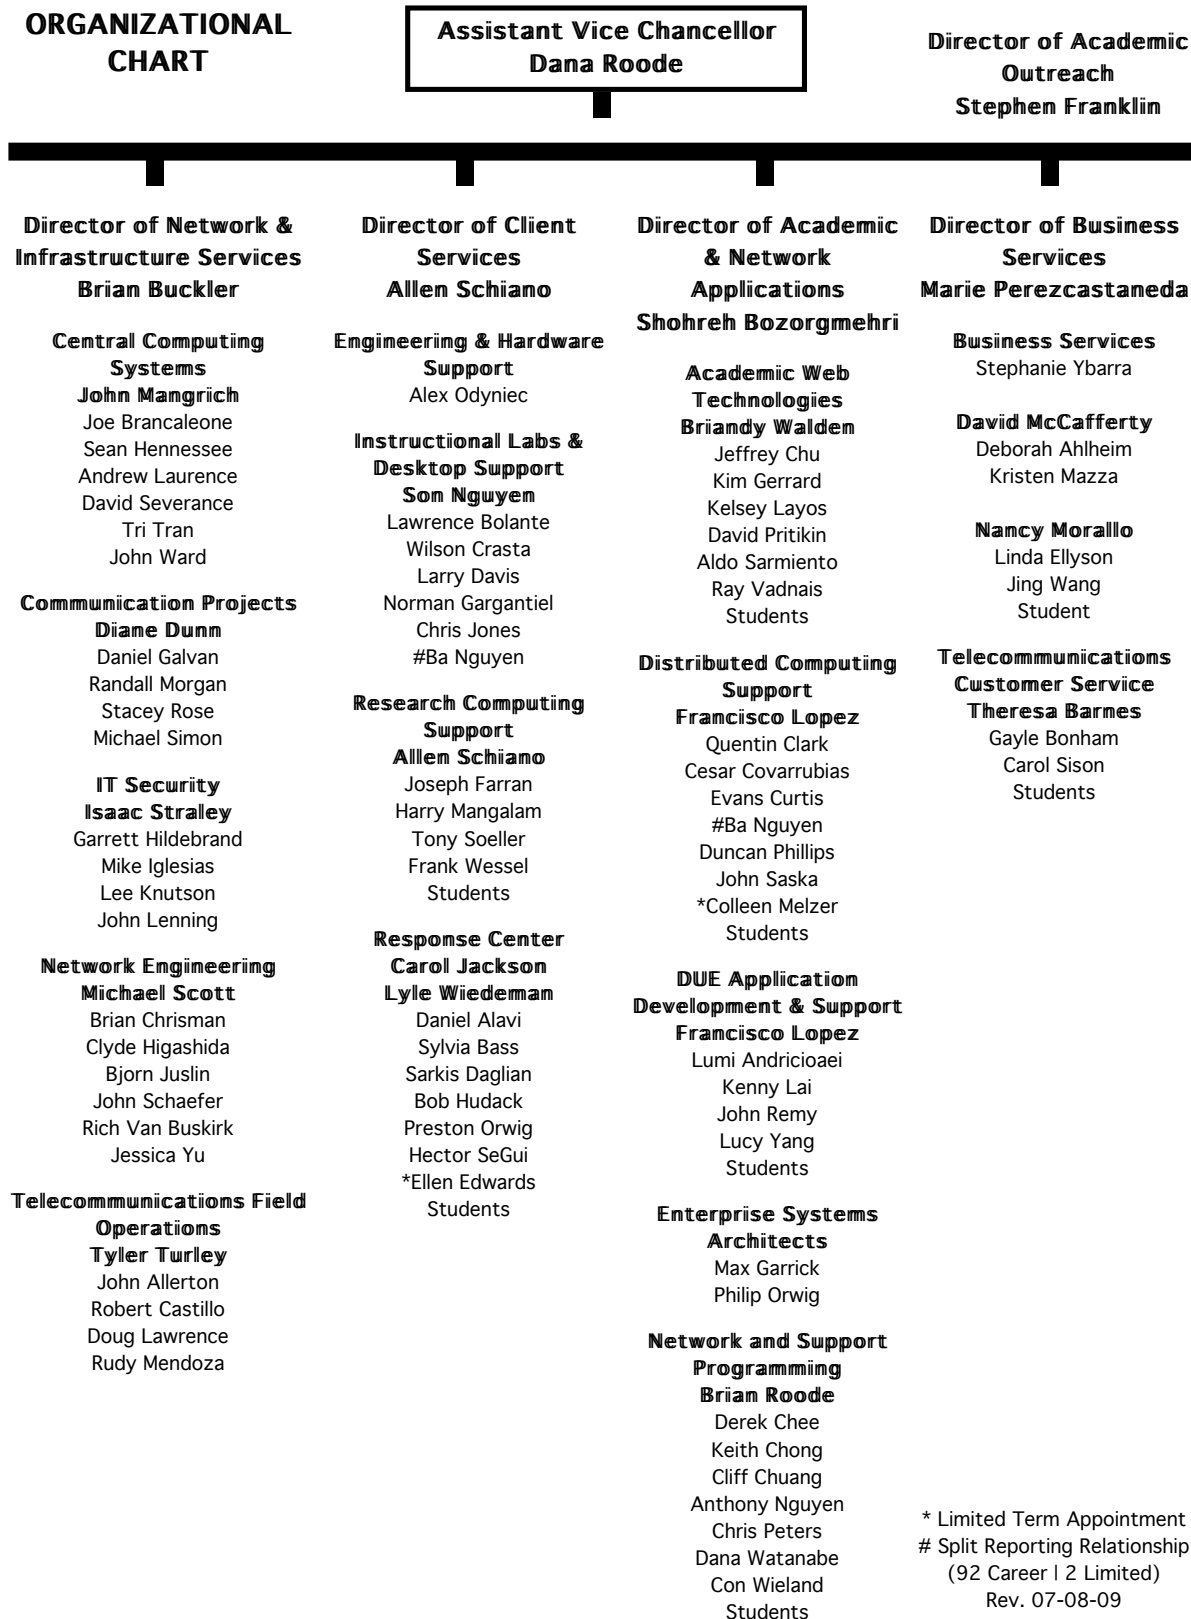 ORGANIZATIONAL
CHART
Assistant Vice Chancellor
Dana Roode
Director of Academic
Outreach
Stephen Franklin
Director of Network &
Infrastructure Services
Brian Buckler
Central Computing
Systems
John Mangrich
Joe Brancaleone
Sean Hennessee
Andrew Laurence
David Severance
Tri Tran
John Ward
Communication Projects
Diane Dunn
Daniel Galvan
Randall Morgan
Stacey Rose
Michael Simon
IT Security
Isaac Straley
Garrett Hildebrand
Mike Iglesias
Lee Knutson
John Lenning
Network Engineering
Michael Scott
Brian Chrisman
Clyde Higashida
Bjorn Juslin
John Schaefer
Rich Van Buskirk
Jessica Yu
Telecommunications Field
Operations
Tyler Turley
John Allerton
Robert Castillo
Doug Lawrence
Rudy Mendoza
Director of Client
Services
Allen Schiano
Engineering & Hardware
Support
Alex Odyniec
Instructional Labs &
Desktop Support
Son Nguyen
Lawrence Bolante
Wilson Crasta
Larry Davis
Norman Gargantiel
Chris Jones
#Ba Nguyen
Research Computing
Support
Allen Schiano
Joseph Farran
Harry Mangalam
Tony Soeller
Frank Wessel
Students
Response Center
Carol Jackson
Lyle Wiedeman
Daniel Alavi
Sylvia Bass
Sarkis Daglian
Bob Hudack
Preston Orwig
Hector SeGui
*Ellen Edwards
Students
Director of Academic
& Network
Applications
Shohreh Bozorgmehri
Academic Web
Technologies
Briandy Walden
Jeffrey Chu
Kim Gerrard
Kelsey Layos
David Pritikin
Aldo Sarmiento
Ray Vadnais
Students
Distributed Computing
Support
Francisco Lopez
Quentin Clark
Cesar Covarrubias
Evans Curtis
#Ba Nguyen
Duncan Phillips
John Saska
*Colleen Melzer
Students
DUE Application
Development & Support
Francisco Lopez
Lumi Andricioaei
Kenny Lai
John Remy
Lucy Yang
Students
Enterprise Systems
Architects
Max Garrick
Philip Orwig
Network and Support
Programming
Brian Roode
Derek Chee
Keith Chong
Cliff Chuang
Anthony Nguyen
Chris Peters
Dana Watanabe
Con Wieland
Students
Director of Business
Services
Marie Perezcastaneda
Business Services
Stephanie Ybarra
David McCafferty
Deborah Ahlheim
Kristen Mazza
Nancy Morallo
Linda Ellyson
Jing Wang
Student
Telecommunications
Customer Service
Theresa Barnes
Gayle Bonham
Carol Sison
Students
* Limited Term Appointment
# Split Reporting Relationship
(92 Career | 2 Limited)
Rev. 07-08-09